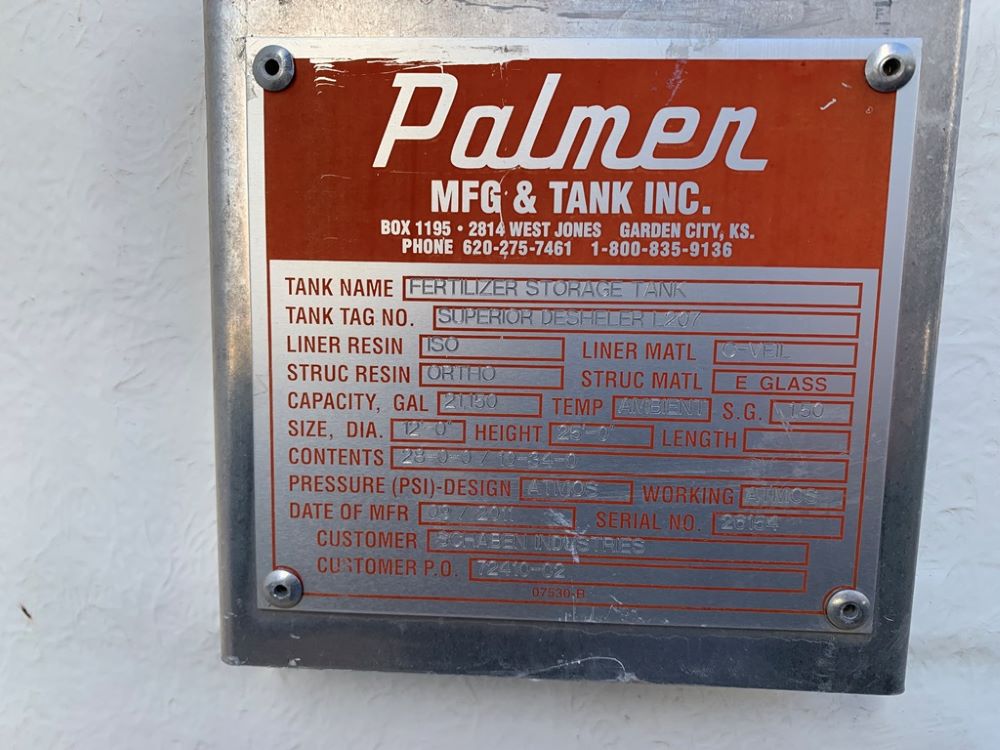 Palmer
MFG & TANK INC.
BOX 1195 • 2814 WEST JONES GARDEN CITY, KS.
PHONE 620-275-7461 1-800-835-9136
TANK NAME FERTILIZER STORAGE TANK
TANK TAG NO. SUPERIOR DESHELER L207
LINER RESIN ISO LINER MATL C-VEIL
STRUC RESIN ORTHO STRUC MATL E GLASS
CAPACITY, GAL 21,150 TEMP AMBIENT S.G. 1.50
SIZE, DIA. 12'-0" HEIGHT 25'-0" LENGTH
CONTENTS 28-0-0 / 10-34-0
PRESSURE (PSI)-DESIGN ATMOS WORKING ATMOS
DATE OF MFR 09 / 2011 SERIAL NO. 26154
CUSTOMER SCHABEN INDUSTRIES
CUSTOMER P.O. 72410-02
07530-R